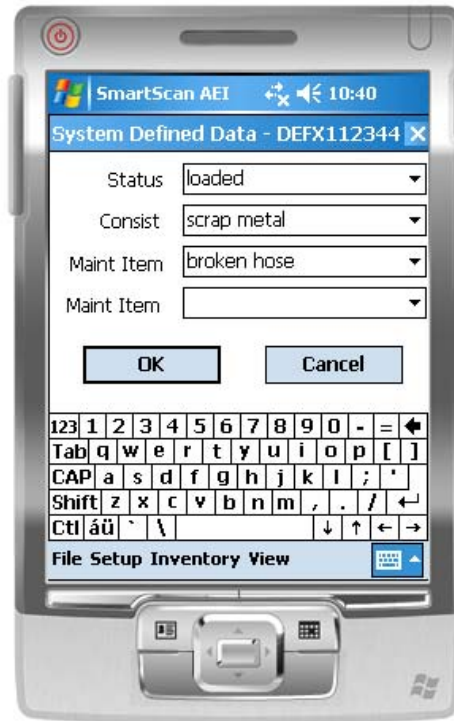 SmartScan AEI 10:40
System Defined Data - DEFX112344
Status loaded
Consist scrap metal
Maint Item broken hose
Maint Item
OK Cancel
123 1 2 3 4 5 6 7 8 9 0 - =
Tab q w e r t y u i o p [ ]
CAP a s d f g h j k l ; '
Shift z x c v b n m , . /
Ctl áü ` \
File Setup Inventory View